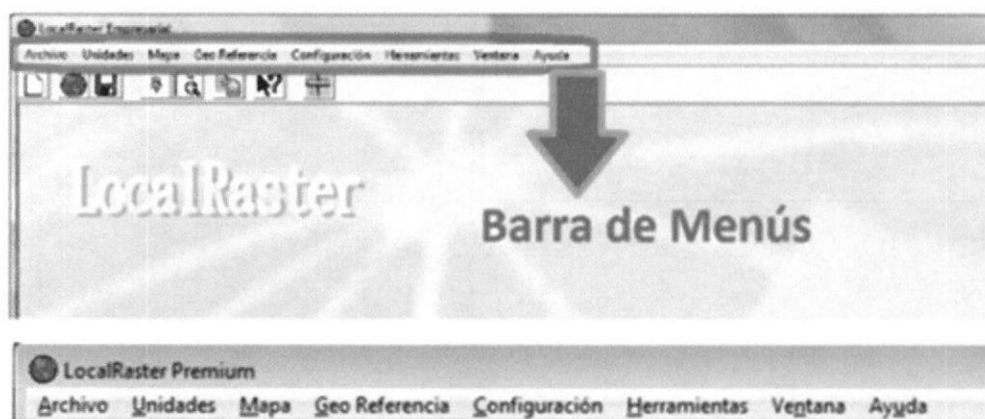 LocalRaster Empresarial
Archivo Unidades Mapa Geo Referencia Configuración Herramientas Ventana Ayuda
LocalRaster
Barra de Menús
LocalRaster Premium
Archivo Unidades Mapa Geo Referencia Configuración Herramientas Ventana Ayuda